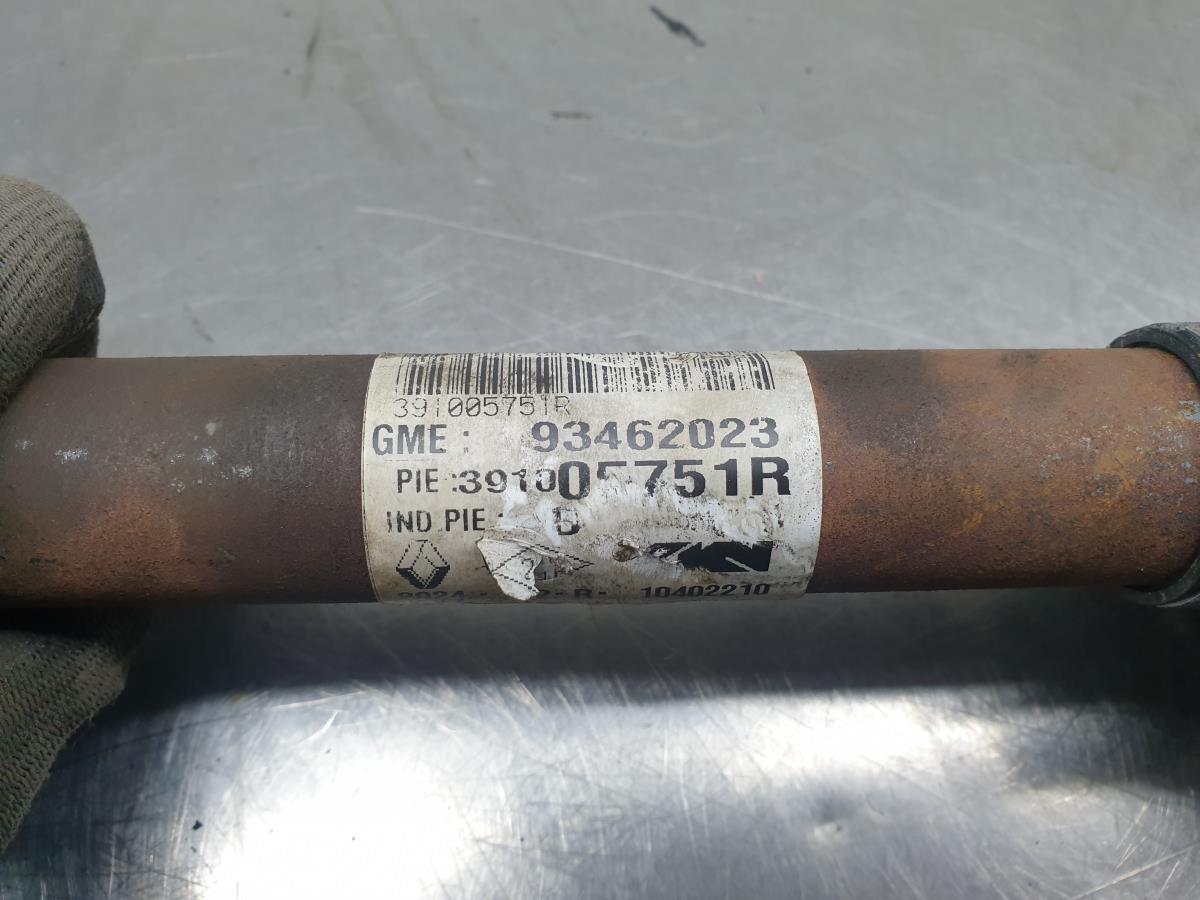 391005751R
GME: 93462023
PIE:391005751R
IND.PIE:
R- 10402210